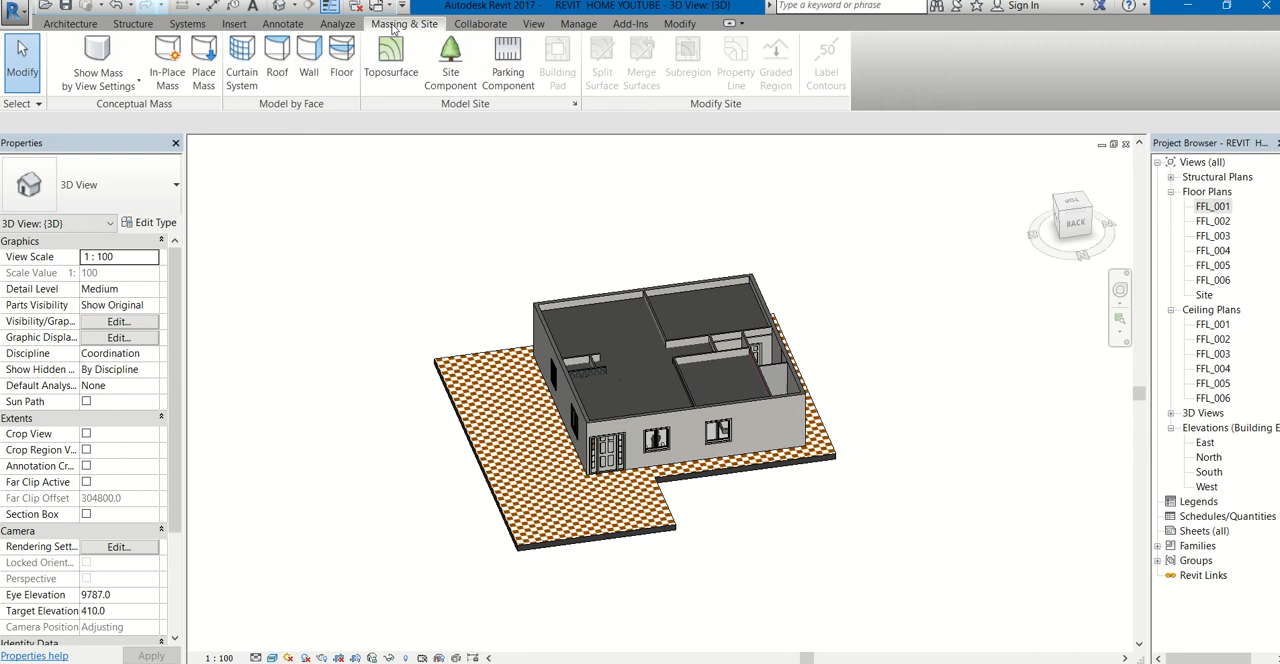 Autodesk Revit 2017 - REVIT HOME YOUTUBE - 3D View: {3D}
Type a keyword or phrase
Sign In
Architecture Structure Systems Insert Annotate Analyze Massing & Site Collaborate View Manage Add-Ins Modify
Modify
Show Mass by View Settings
In-Place Mass
Place Mass
Curtain System
Roof
Wall
Floor
Toposurface
Site Component
Parking Component
Building Pad
Split Surface
Merge Surfaces
Subregion
Property Line
Graded Region
50
Label Contours
Select
Conceptual Mass
Model by Face
Model Site
Modify Site
Properties
3D View
3D View: {3D}
Edit Type
Graphics
View Scale 1 : 100
Scale Value 1: 100
Detail Level Medium
Parts Visibility Show Original
Visibility/Grap... Edit...
Graphic Displa... Edit...
Discipline Coordination
Show Hidden ... By Discipline
Default Analys... None
Sun Path
Extents
Crop View
Crop Region V...
Annotation Cr...
Far Clip Active
Far Clip Offset 304800.0
Section Box
Camera
Rendering Sett... Edit...
Locked Orient...
Perspective
Eye Elevation 9787.0
Target Elevation 410.0
Camera Position Adjusting
Identity Data
Properties help
Apply
TOP
BACK
1 : 100
Project Browser - REVIT H...
Views (all)
Structural Plans
Floor Plans
FFL_001
FFL_002
FFL_003
FFL_004
FFL_005
FFL_006
Site
Ceiling Plans
FFL_001
FFL_002
FFL_003
FFL_004
FFL_005
FFL_006
3D Views
Elevations (Building E
East
North
South
West
Legends
Schedules/Quantities
Sheets (all)
Families
Groups
Revit Links